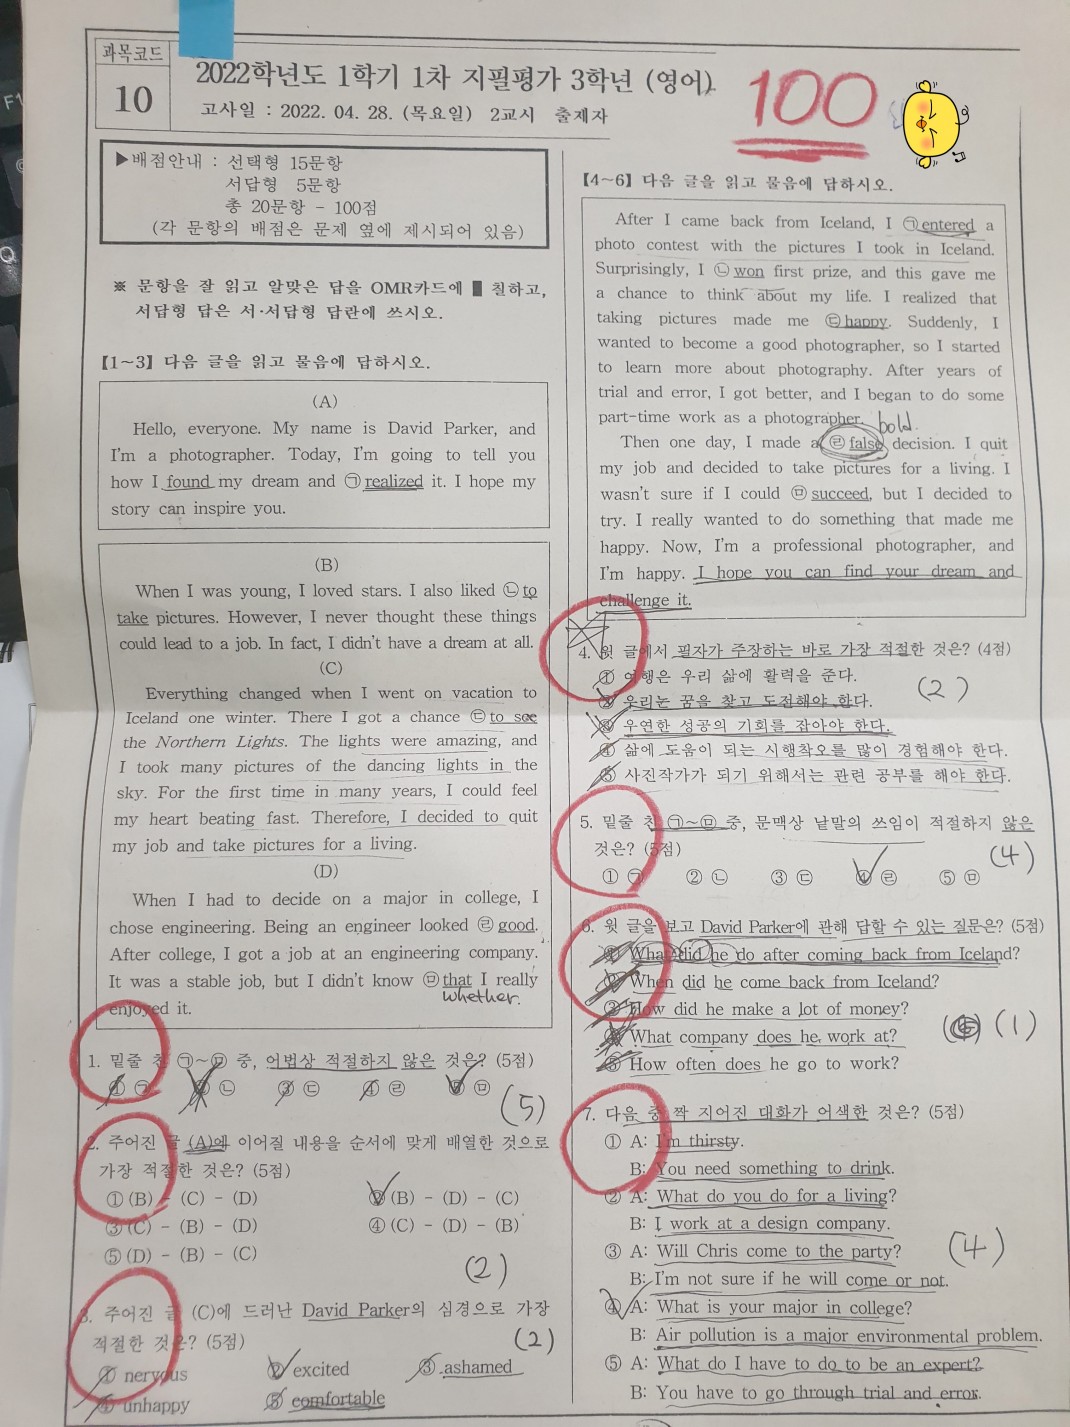 과목코드
10
2022학년도 1학기 1차 지필평가 3학년 (영어)
고사일 : 2022. 04. 28. (목요일) 2교시 출제자
100
▶배점안내 : 선택형 15문항
서답형 5문항
총 20문항 - 100점
(각 문항의 배점은 문제 옆에 제시되어 있음)
※ 문항을 잘 읽고 알맞은 답을 OMR카드에 ▮ 칠하고,
서답형 답은 서·서답형 답란에 쓰시오.
【1~3】 다음 글을 읽고 물음에 답하시오.
(A)
Hello, everyone. My name is David Parker, and
I'm a photographer. Today, I'm going to tell you
how I found my dream and ㉠ realized it. I hope my
story can inspire you.
(B)
When I was young, I loved stars. I also liked ㉡ to
take pictures. However, I never thought these things
could lead to a job. In fact, I didn't have a dream at all.
(C)
Everything changed when I went on vacation to
Iceland one winter. There I got a chance ㉢ to see
the Northern Lights. The lights were amazing, and
I took many pictures of the dancing lights in the
sky. For the first time in many years, I could feel
my heart beating fast. Therefore, I decided to quit
my job and take pictures for a living.
(D)
When I had to decide on a major in college, I
chose engineering. Being an engineer looked ㉣ good.
After college, I got a job at an engineering company.
It was a stable job, but I didn't know ㉤ that I really
whether.
enjoyed it.
1. 밑줄 친 ㉠~㉤ 중, 어법상 적절하지 않은 것은? (5점)
① ㉠ ② ㉡ ③ ㉢ ④ ㉣ ⑤ ㉤
(5)
2. 주어진 글 (A)에 이어질 내용을 순서에 맞게 배열한 것으로
가장 적절한 것은? (5점)
① (B) - (C) - (D) ② (B) - (D) - (C)
③ (C) - (B) - (D) ④ (C) - (D) - (B)
⑤ (D) - (B) - (C)
(2)
3. 주어진 글 (C)에 드러난 David Parker의 심경으로 가장
적절한 것은? (5점)
(2)
① nervous ② excited ③ ashamed
④ unhappy ⑤ comfortable
【4~6】 다음 글을 읽고 물음에 답하시오.
After I came back from Iceland, I ㉠ entered a
photo contest with the pictures I took in Iceland.
Surprisingly, I ㉡ won first prize, and this gave me
a chance to think about my life. I realized that
taking pictures made me ㉢ happy. Suddenly, I
wanted to become a good photographer, so I started
to learn more about photography. After years of
trial and error, I got better, and I began to do some
part-time work as a photographer.
bold.
Then one day, I made a ㉣ false decision. I quit
my job and decided to take pictures for a living. I
wasn't sure if I could ㉤ succeed, but I decided to
try. I really wanted to do something that made me
happy. Now, I'm a professional photographer, and
I'm happy. I hope you can find your dream and
challenge it.
4. 윗 글에서 필자가 주장하는 바로 가장 적절한 것은? (4점)
① 여행은 우리 삶에 활력을 준다.
(2)
② 우리는 꿈을 찾고 도전해야 한다.
③ 우연한 성공의 기회를 잡아야 한다.
④ 삶에 도움이 되는 시행착오를 많이 경험해야 한다.
⑤ 사진작가가 되기 위해서는 관련 공부를 해야 한다.
5. 밑줄 친 ㉠~㉤ 중, 문맥상 낱말의 쓰임이 적절하지 않은
것은? (5점)
(4)
① ㉠ ② ㉡ ③ ㉢ ④ ㉣ ⑤ ㉤
6. 윗 글을 보고 David Parker에 관해 답할 수 있는 질문은? (5점)
① What did he do after coming back from Iceland?
② When did he come back from Iceland?
③ How did he make a lot of money?
④ What company does he work at?
(1)
⑤ How often does he go to work?
7. 다음 중 짝 지어진 대화가 어색한 것은? (5점)
① A: I'm thirsty.
B: You need something to drink.
② A: What do you do for a living?
B: I work at a design company.
③ A: Will Chris come to the party?
(4)
B: I'm not sure if he will come or not.
④ A: What is your major in college?
B: Air pollution is a major environmental problem.
⑤ A: What do I have to do to be an expert?
B: You have to go through trial and error.